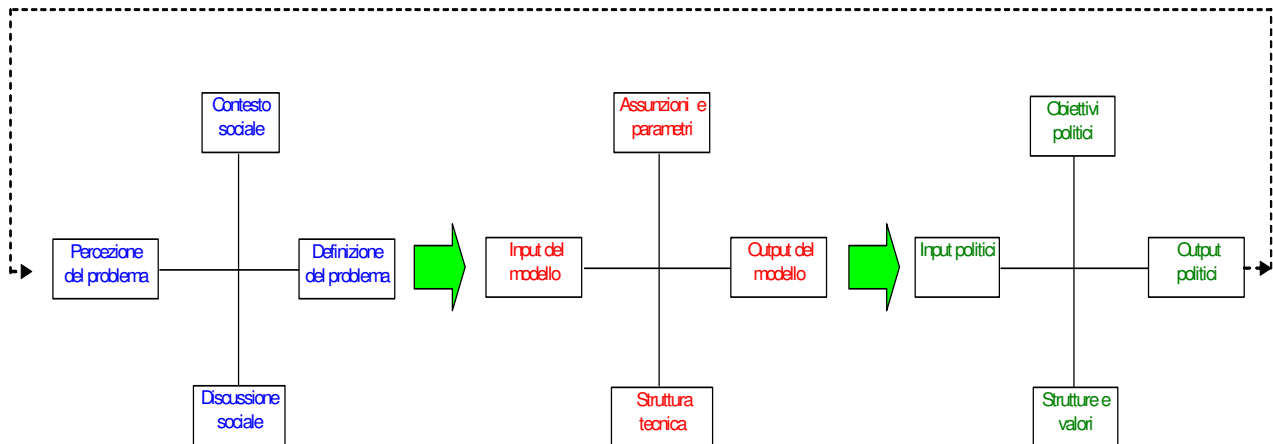 Contesto
sociale
Percezione
del problema
Definizione
del problema
Discussione
sociale
Assunzioni e
parametri
Input del
modello
Output del
modello
Struttura
tecnica
Obiettivi
politici
Input politici
Output
politici
Strutture e
valori